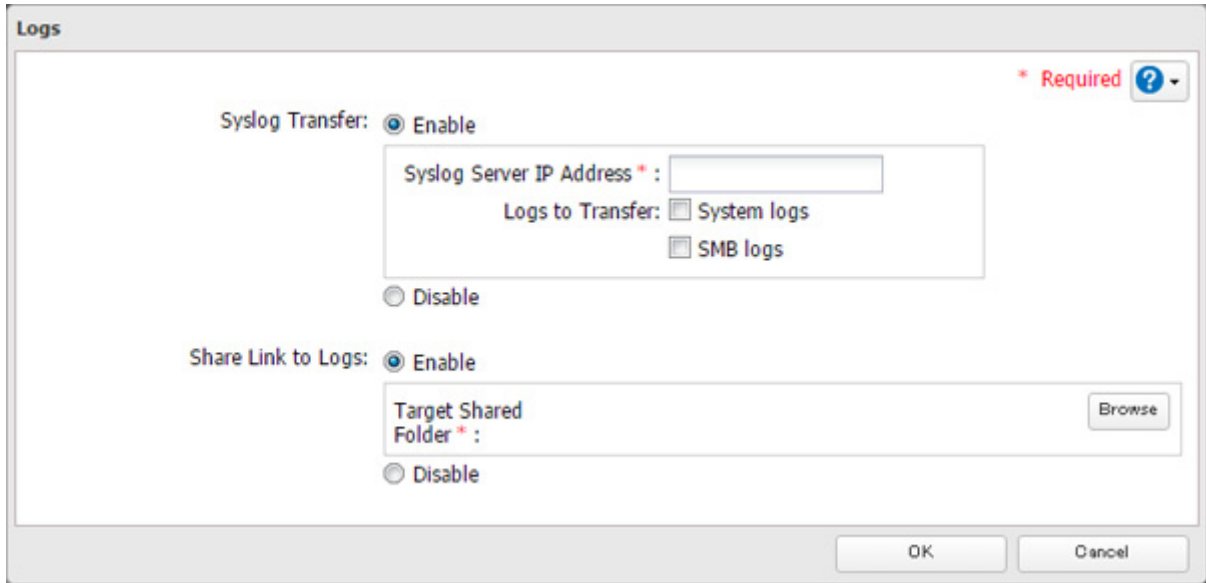 Logs
* Required ?
Syslog Transfer: Enable
Syslog Server IP Address * :
Logs to Transfer: System logs
SMB logs
Disable
Share Link to Logs: Enable
Target Shared
Folder * :
Browse
Disable
OK Cancel